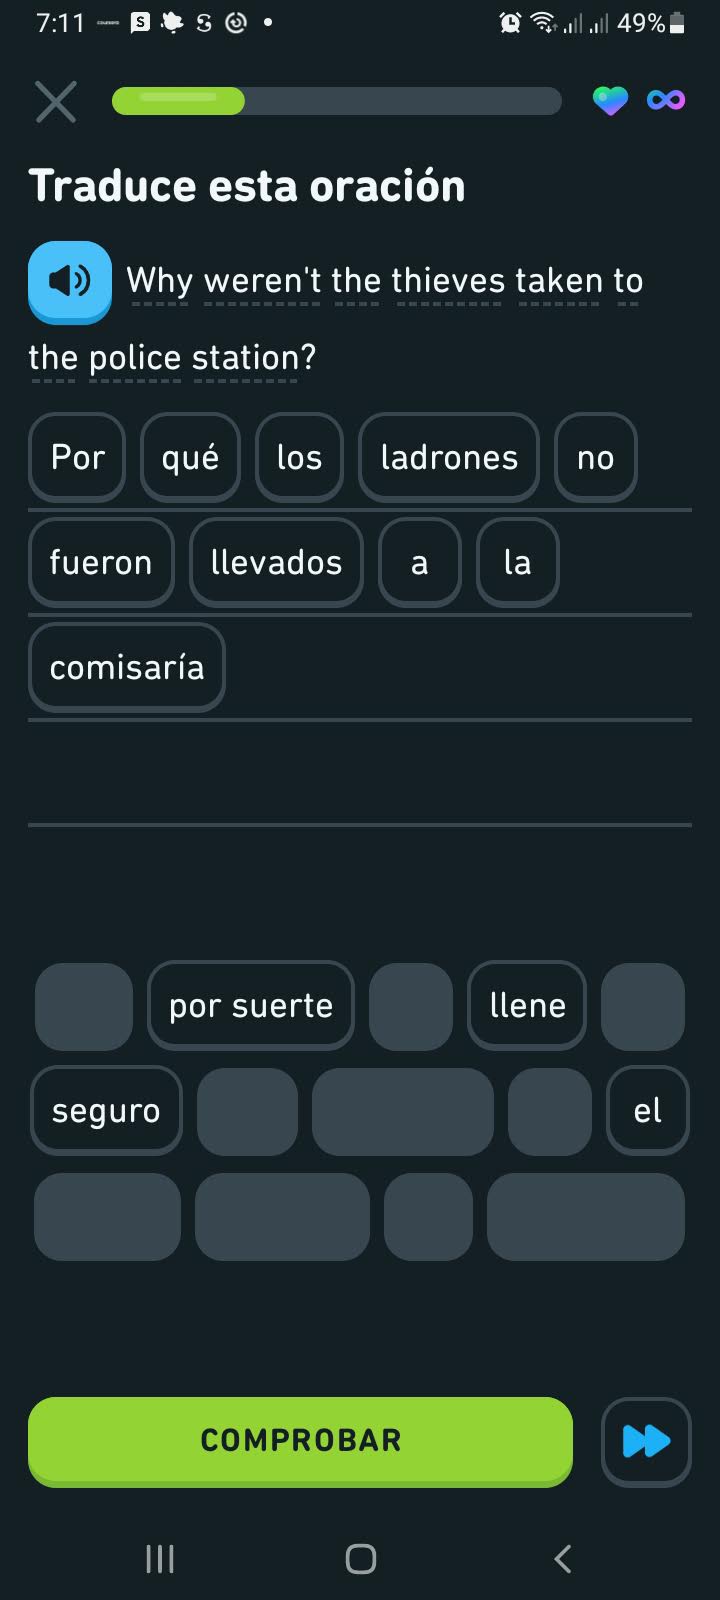 7:11
49%
Traduce esta oración
Why weren't the thieves taken to
the police station?
Por qué los ladrones no
fueron llevados a la
comisaría
por suerte llene
seguro el
COMPROBAR